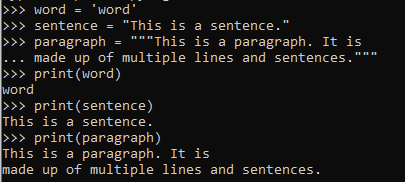 >>> word = 'word'
>>> sentence = "This is a sentence."
>>> paragraph = """This is a paragraph. It is
... made up of multiple lines and sentences."""
>>> print(word)
word
>>> print(sentence)
This is a sentence.
>>> print(paragraph)
This is a paragraph. It is
made up of multiple lines and sentences.